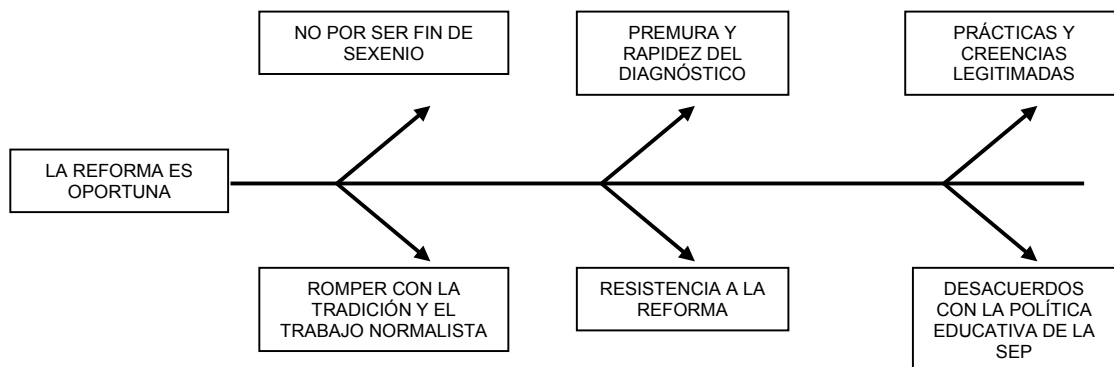 NO POR SER FIN DE
SEXENIO
PREMURA Y
RAPIDEZ DEL
DIAGNÓSTICO
PRÁCTICAS Y
CREENCIAS
LEGITIMADAS
LA REFORMA ES
OPORTUNA
ROMPER CON LA
TRADICIÓN Y EL
TRABAJO NORMALISTA
RESISTENCIA A LA
REFORMA
DESACUERDOS
CON LA POLÍTICA
EDUCATIVA DE LA
SEP